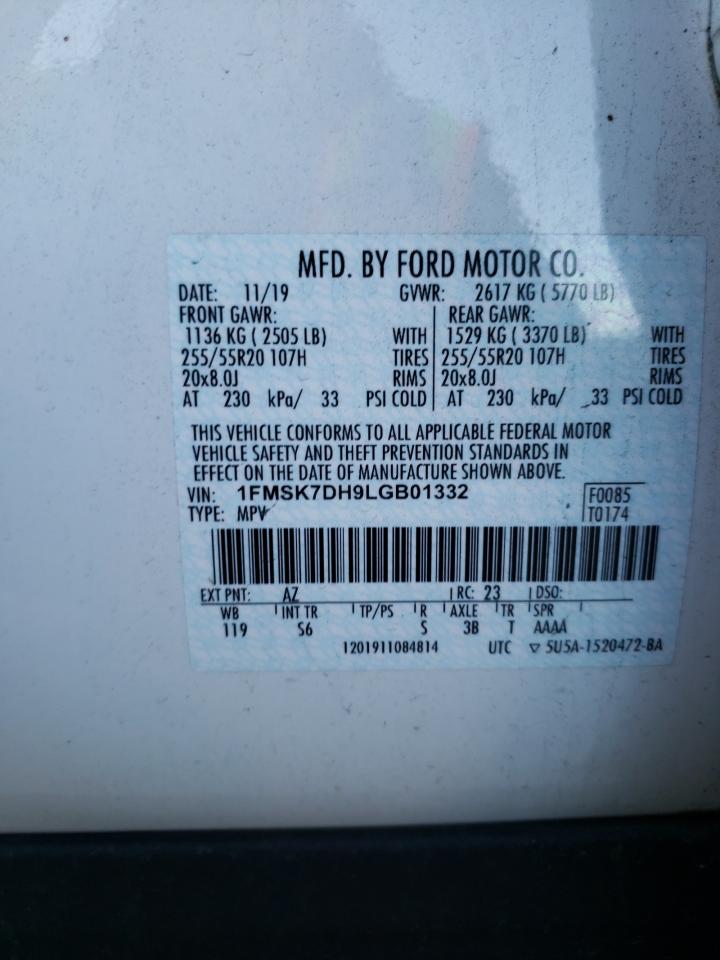 MFD. BY FORD MOTOR CO.
DATE: 11/19 GVWR: 2617 KG ( 5770 LB)
FRONT GAWR: REAR GAWR:
1136 KG ( 2505 LB) WITH 1529 KG ( 3370 LB) WITH
255/55R20 107H TIRES 255/55R20 107H TIRES
20x8.0J RIMS 20x8.0J RIMS
AT 230 kPa/ 33 PSI COLD AT 230 kPa/ 33 PSI COLD
THIS VEHICLE CONFORMS TO ALL APPLICABLE FEDERAL MOTOR
VEHICLE SAFETY AND THEFT PREVENTION STANDARDS IN
EFFECT ON THE DATE OF MANUFACTURE SHOWN ABOVE.
VIN: 1FMSK7DH9LGB01332 F0085
TYPE: MPV T0174
EXT PNT: AZ RC: 23 DSO:
WB INT TR TP/PS R AXLE TR SPR
119 S6 S 3B T AAAA
1201911084814 UTC ▽ 5U5A-1520472-BA